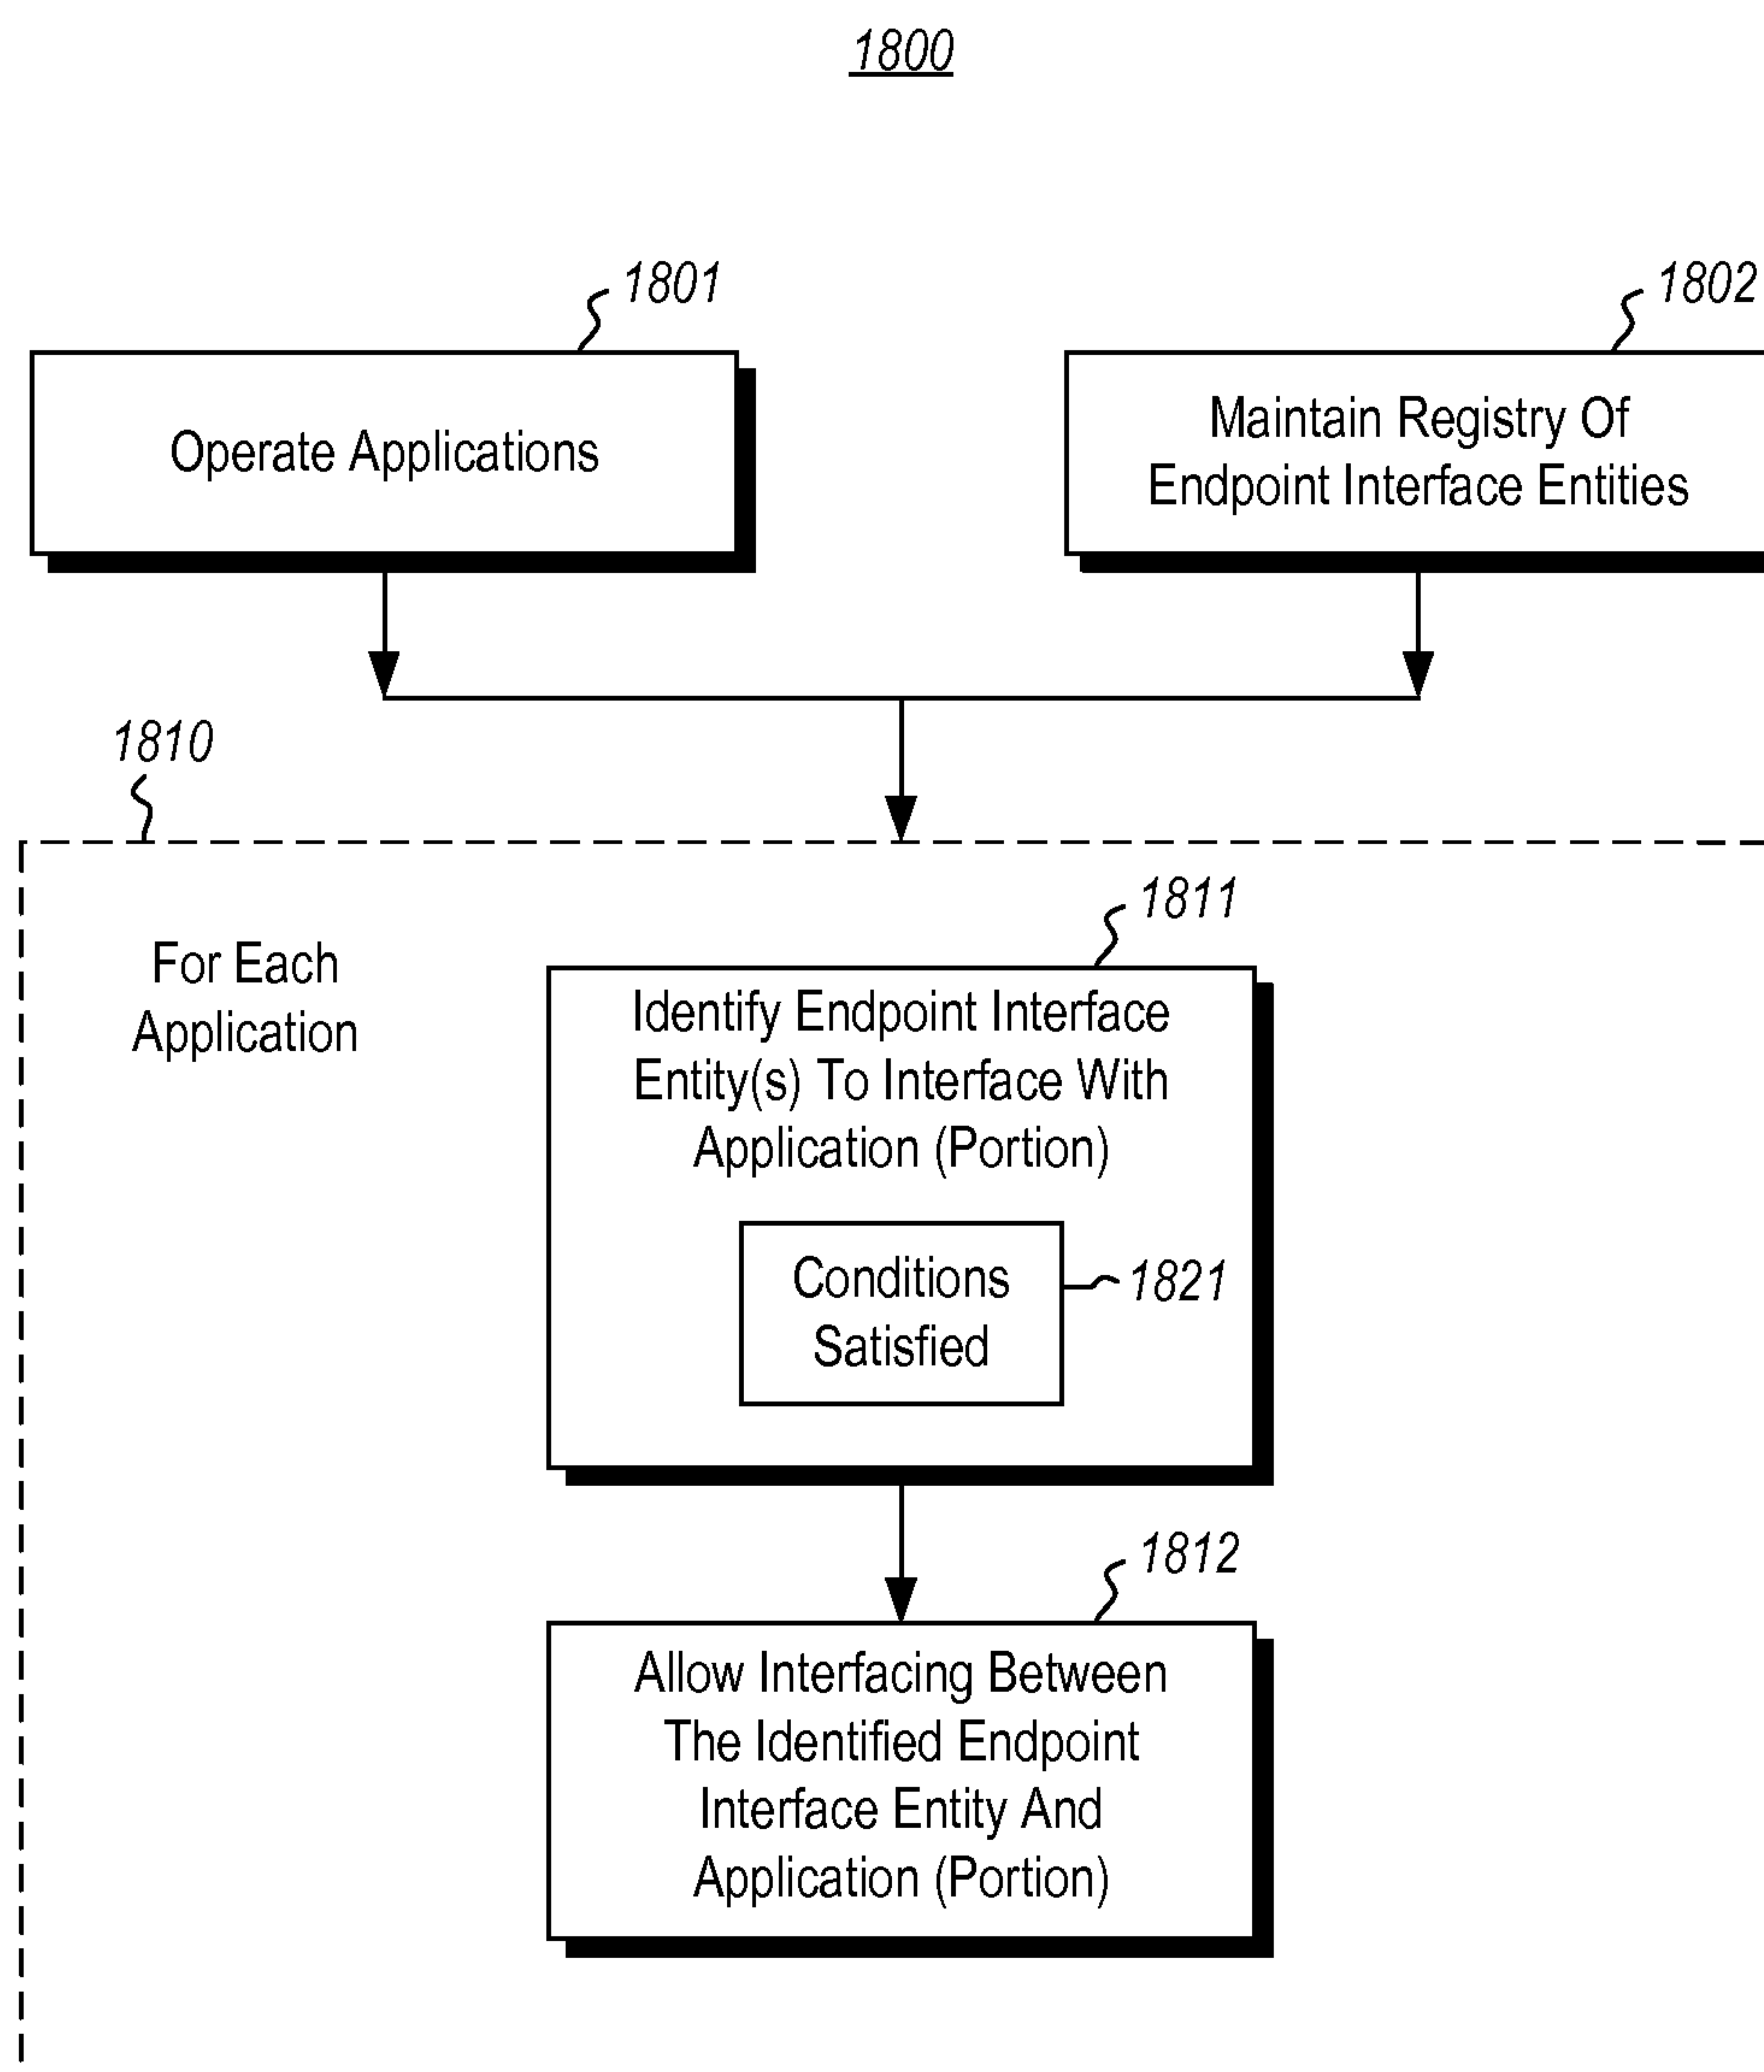 1800
1801
1802
Operate Applications
Maintain Registry Of
Endpoint Interface Entities
1810
For Each
Application
1811
Identify Endpoint Interface
Entity(s) To Interface With
Application (Portion)
Conditions
Satisfied
1821
1812
Allow Interfacing Between
The Identified Endpoint
Interface Entity And
Application (Portion)